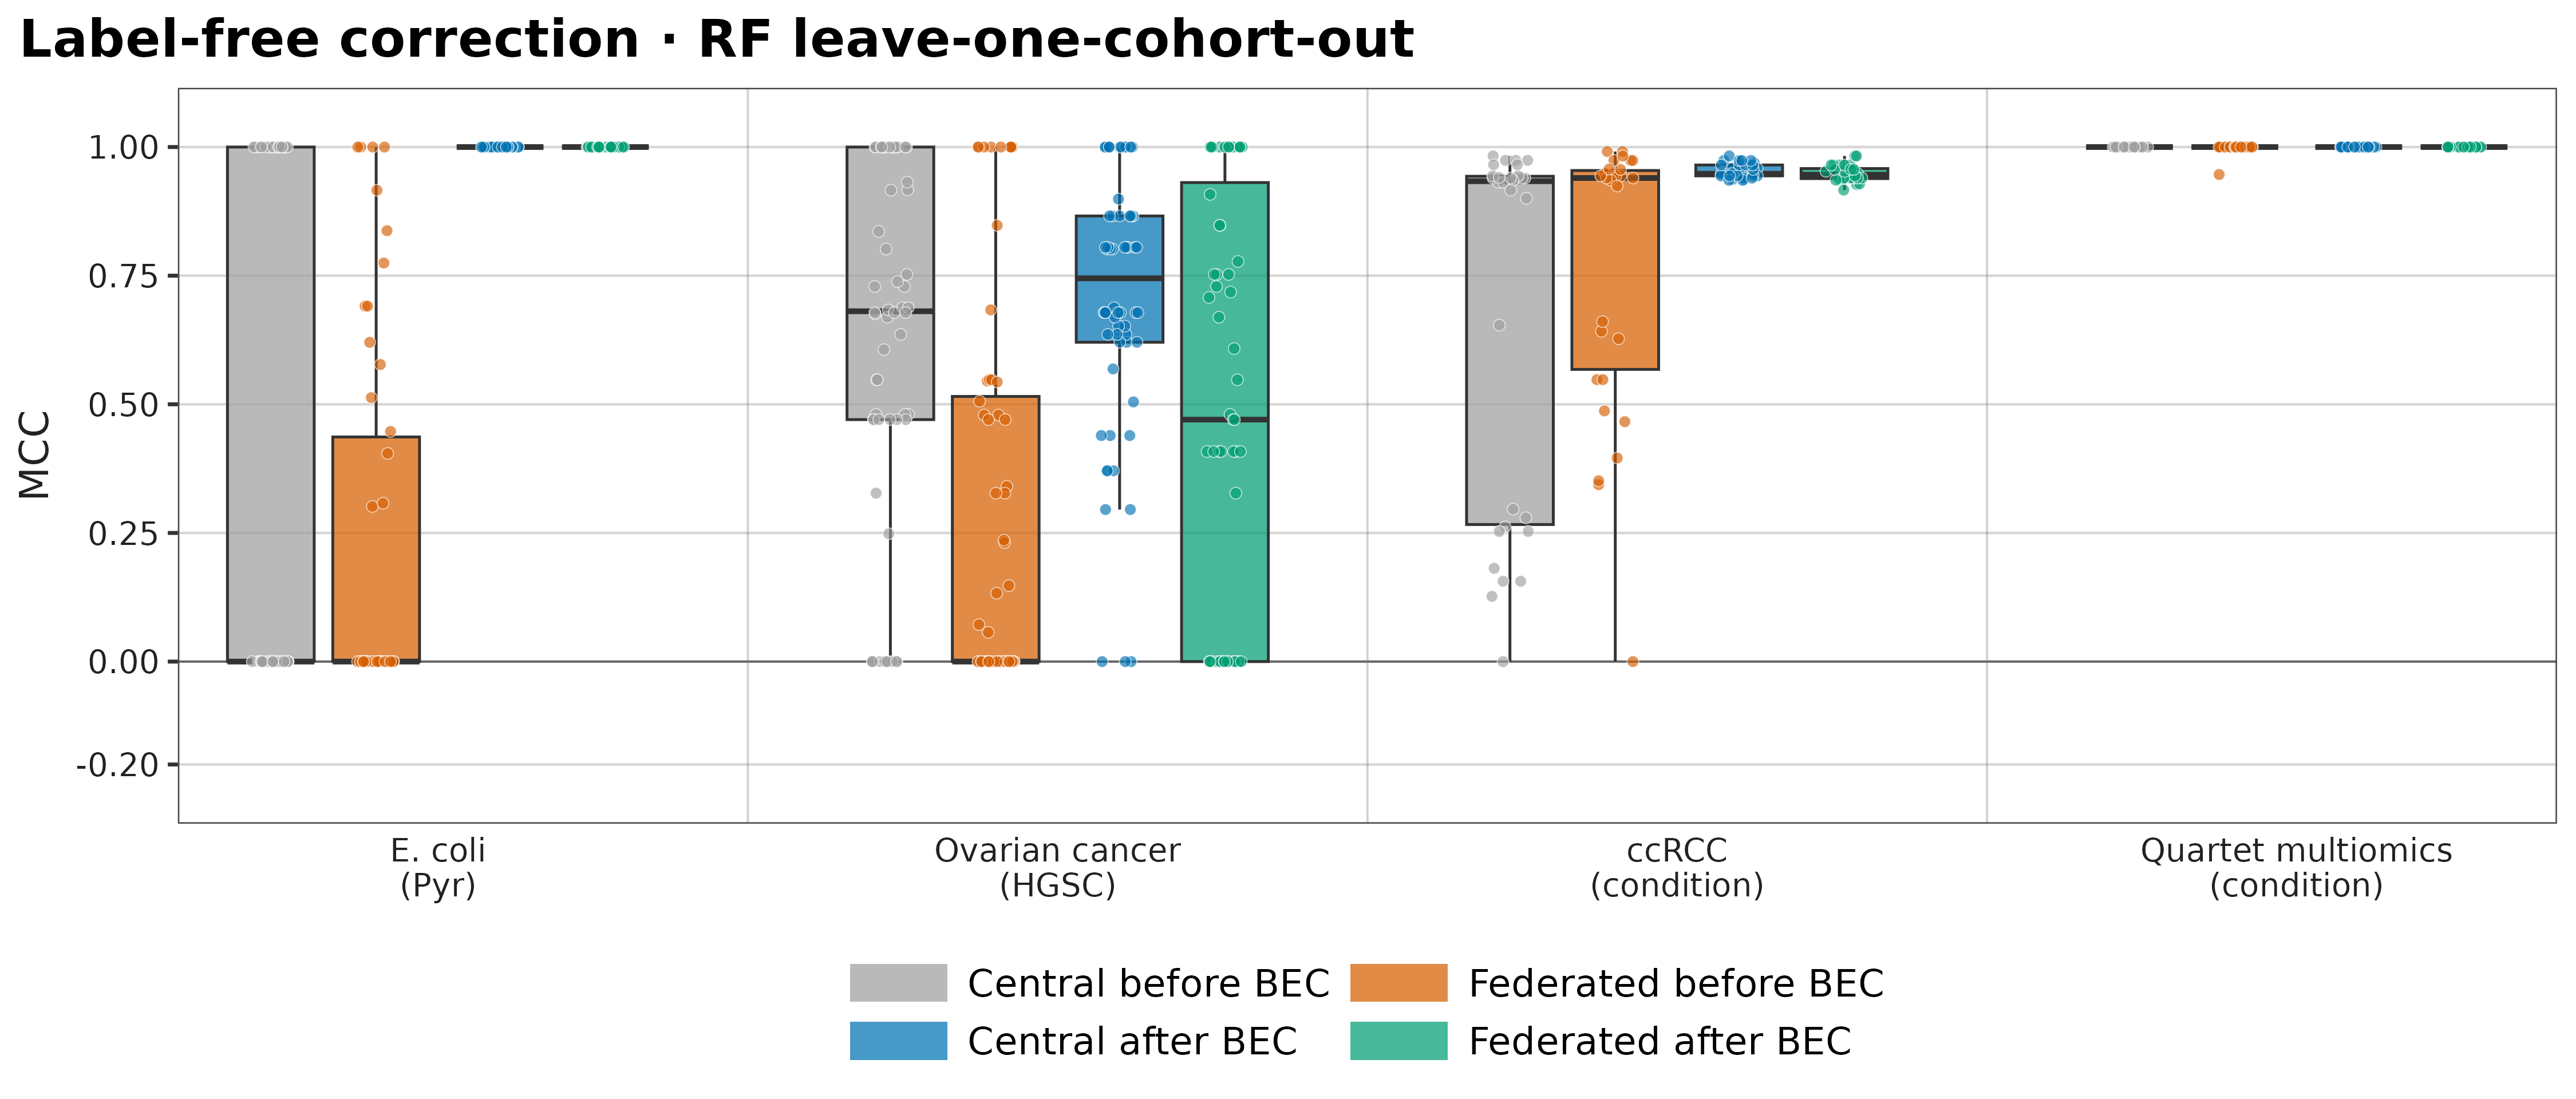 Label-free correction · RF leave-one-cohort-out
MCC
1.00
0.75
0.50
0.25
0.00
-0.20
E. coli
(Pyr)
Ovarian cancer
(HGSC)
ccRCC
(condition)
Quartet multiomics
(condition)
Central before BEC
Federated before BEC
Central after BEC
Federated after BEC